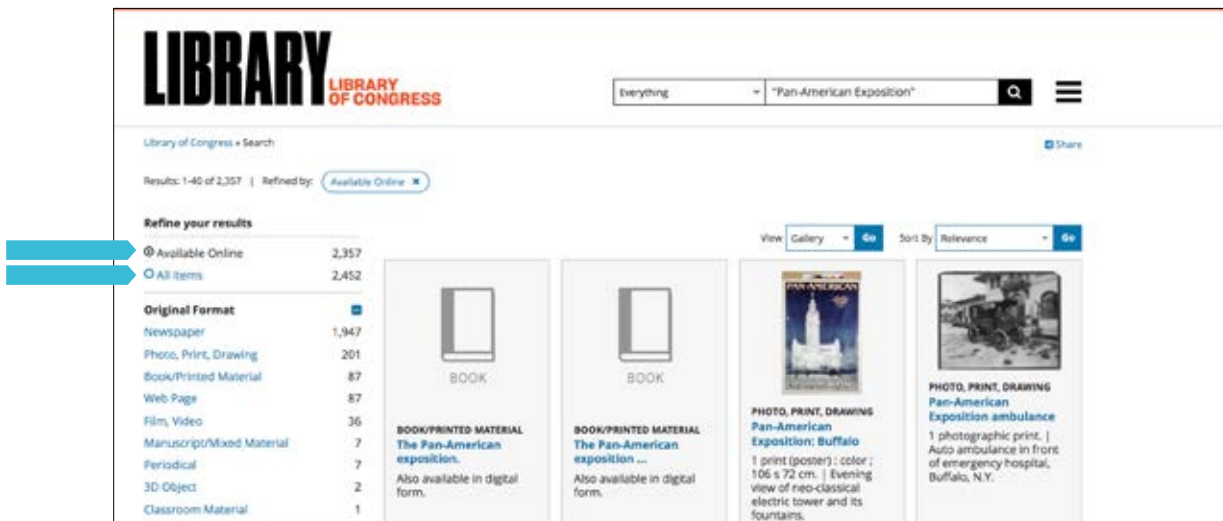 LIBRARY
LIBRARY
OF CONGRESS
Everything "Pan-American Exposition"
Library of Congress » Search Share
Results: 1-40 of 2,357 | Refined by: Available Online ×
Refine your results
View Gallery Go Sort By Relevance Go
Available Online 2,357
All Items 2,452
Original Format
Newspaper 1,947
Photo, Print, Drawing 201
Book/Printed Material 87
Web Page 87
Film, Video 36
Manuscript/Mixed Material 7
Periodical 7
3D Object 2
Classroom Material 1
BOOK
BOOK/PRINTED MATERIAL
The Pan-American
exposition.
Also available in digital
form.
BOOK
BOOK/PRINTED MATERIAL
The Pan-American
exposition ...
Also available in digital
form.
PAN-AMERICAN
PHOTO, PRINT, DRAWING
Pan-American
Exposition: Buffalo
1 print (poster) : color ;
106 s 72 cm. | Evening
view of neo-classical
electric tower and its
fountains.
PHOTO, PRINT, DRAWING
Pan-American
Exposition ambulance
1 photographic print. |
Auto ambulance in front
of emergency hospital,
Buffalo, N.Y.